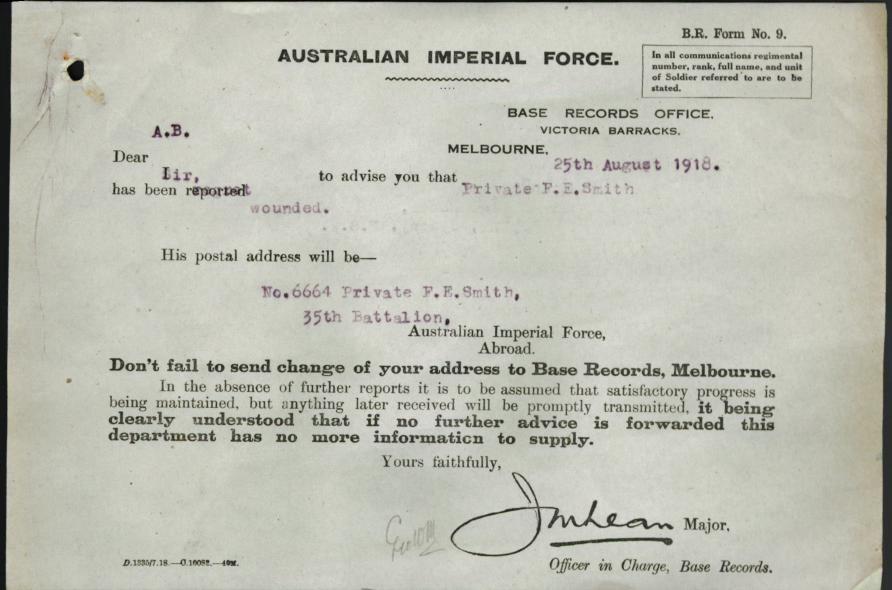 B.R. Form No. 9.
AUSTRALIAN IMPERIAL FORCE.
In all communications regimental
number, rank, full name, and unit
of Soldier referred to are to be
stated.
BASE RECORDS OFFICE,
VICTORIA BARRACKS,
MELBOURNE,
25th August 1918.
A.B.
Dear
Sir,
to advise you that
Private F.E.Smith
has been reported
wounded.
His postal address will be—
No.6664 Private F.E.Smith,
35th Battalion,
Australian Imperial Force,
Abroad.
Don't fail to send change of your address to Base Records, Melbourne.
In the absence of further reports it is to be assumed that satisfactory progress is
being maintained, but anything later received will be promptly transmitted, it being
clearly understood that if no further advice is forwarded this
department has no more information to supply.
Yours faithfully,
JMLean Major,
Officer in Charge, Base Records.
D.1335/7.18.—C.10082.—40M.